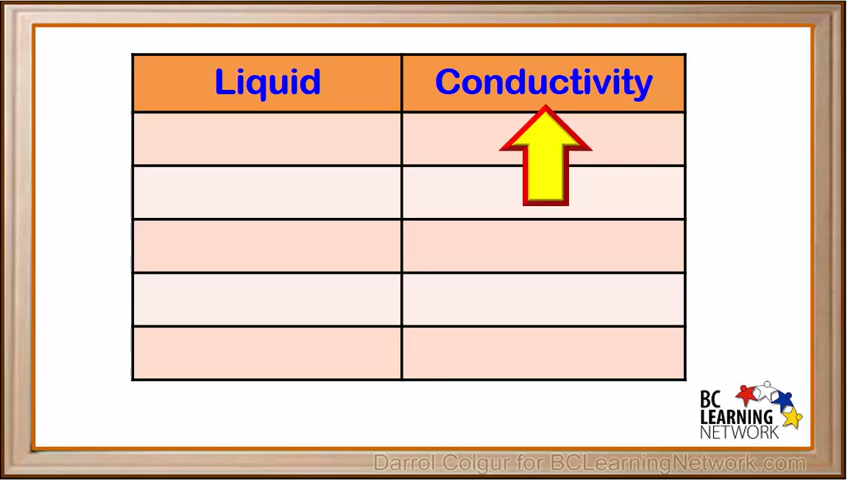 Liquid Conductivity
BC
LEARNING
NETWORK
Darrol Colgur for BCLearningNetwork.com